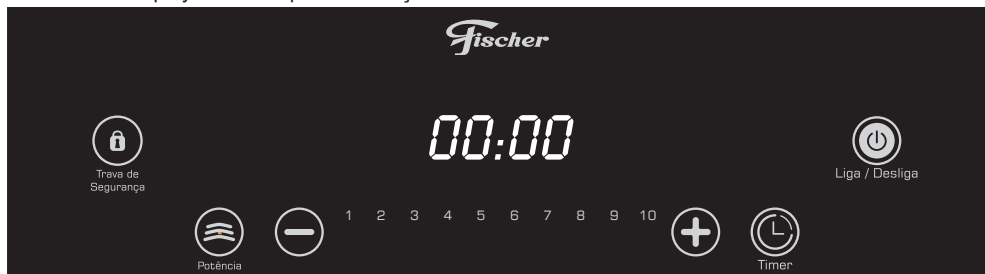 Fischer
00:00
Trava de
Segurança
Liga / Desliga
1 2 3 4 5 6 7 8 9 10
Potência
Timer